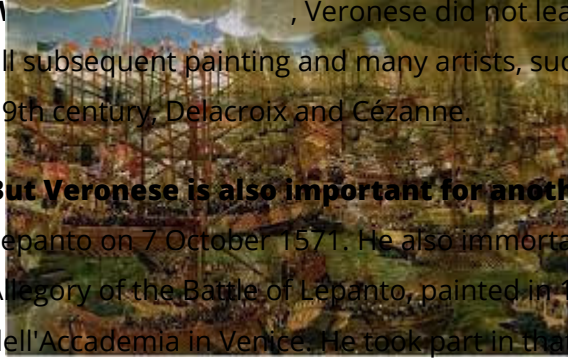 , Veronese did not lea
ll subsequent painting and many artists, suc
9th century, Delacroix and Cézanne.
But Veronese is also important for anoth
epanto on 7 October 1571. He also immorta
Allegory of the Battle of Lepanto, painted in 1
dell'Accademia in Venice. He took part in tha